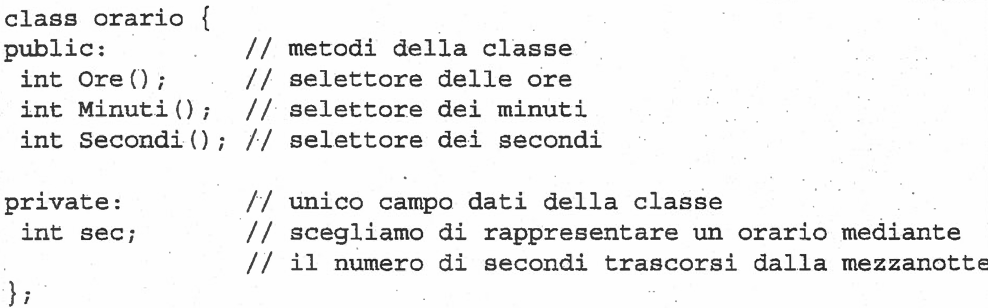 class orario {
public:          // metodi della classe
 int Ore();      // selettore delle ore
 int Minuti();   // selettore dei minuti
 int Secondi();  // selettore dei secondi

private:         // unico campo dati della classe
 int sec;        // scegliamo di rappresentare un orario mediante
                 // il numero di secondi trascorsi dalla mezzanotte
};